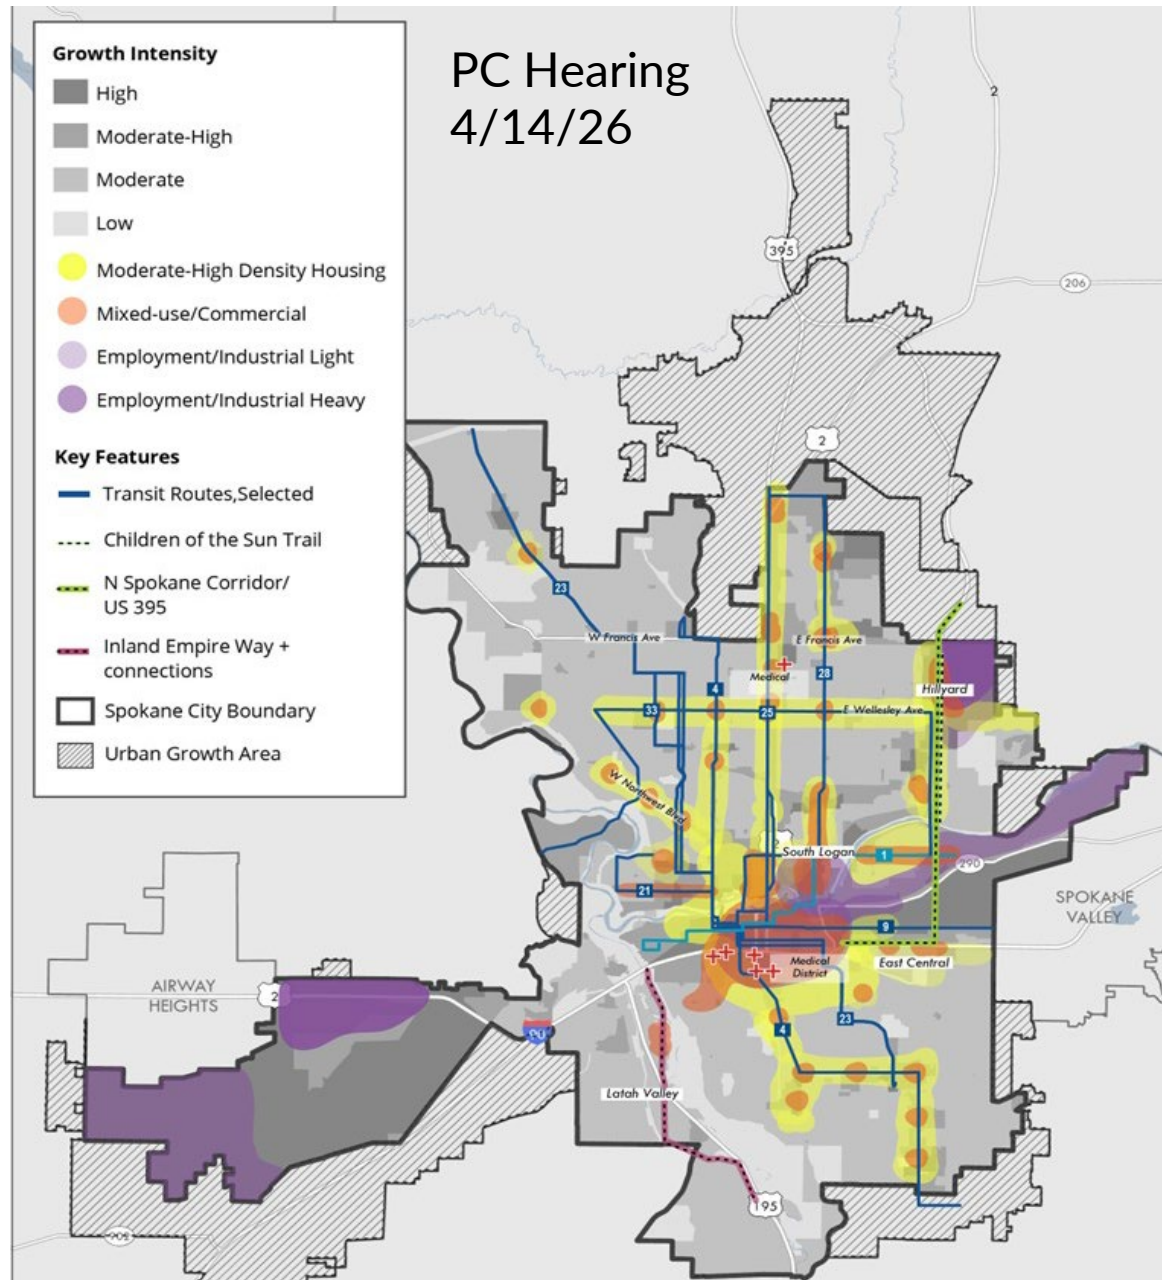 PC Hearing
4/14/26
Growth Intensity
High
Moderate-High
Moderate
Low
Moderate-High Density Housing
Mixed-use/Commercial
Employment/Industrial Light
Employment/Industrial Heavy
Key Features
Transit Routes,Selected
Children of the Sun Trail
N Spokane Corridor/
US 395
Inland Empire Way +
connections
Spokane City Boundary
Urban Growth Area
2
395
206
2
23
W Francis Ave
E Francis Ave
Medical
28
4
Hillyard
33
25
E Wellesley Ave
W Northwest Blvd
South Logan
1
290
21
SPOKANE
VALLEY
9
East Central
Medical
District
AIRWAY
HEIGHTS
2
4
23
Latah Valley
195
902